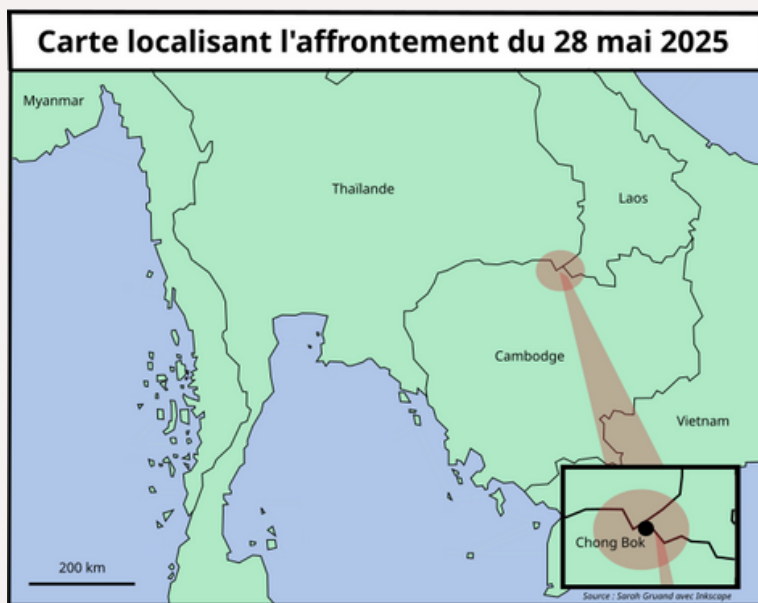 Carte localisant l'affrontement du 28 mai 2025
Myanmar
Thaïlande
Laos
Cambodge
Vietnam
Chong Bok
200 km
Source : Sarah Gruand avec Inkscape